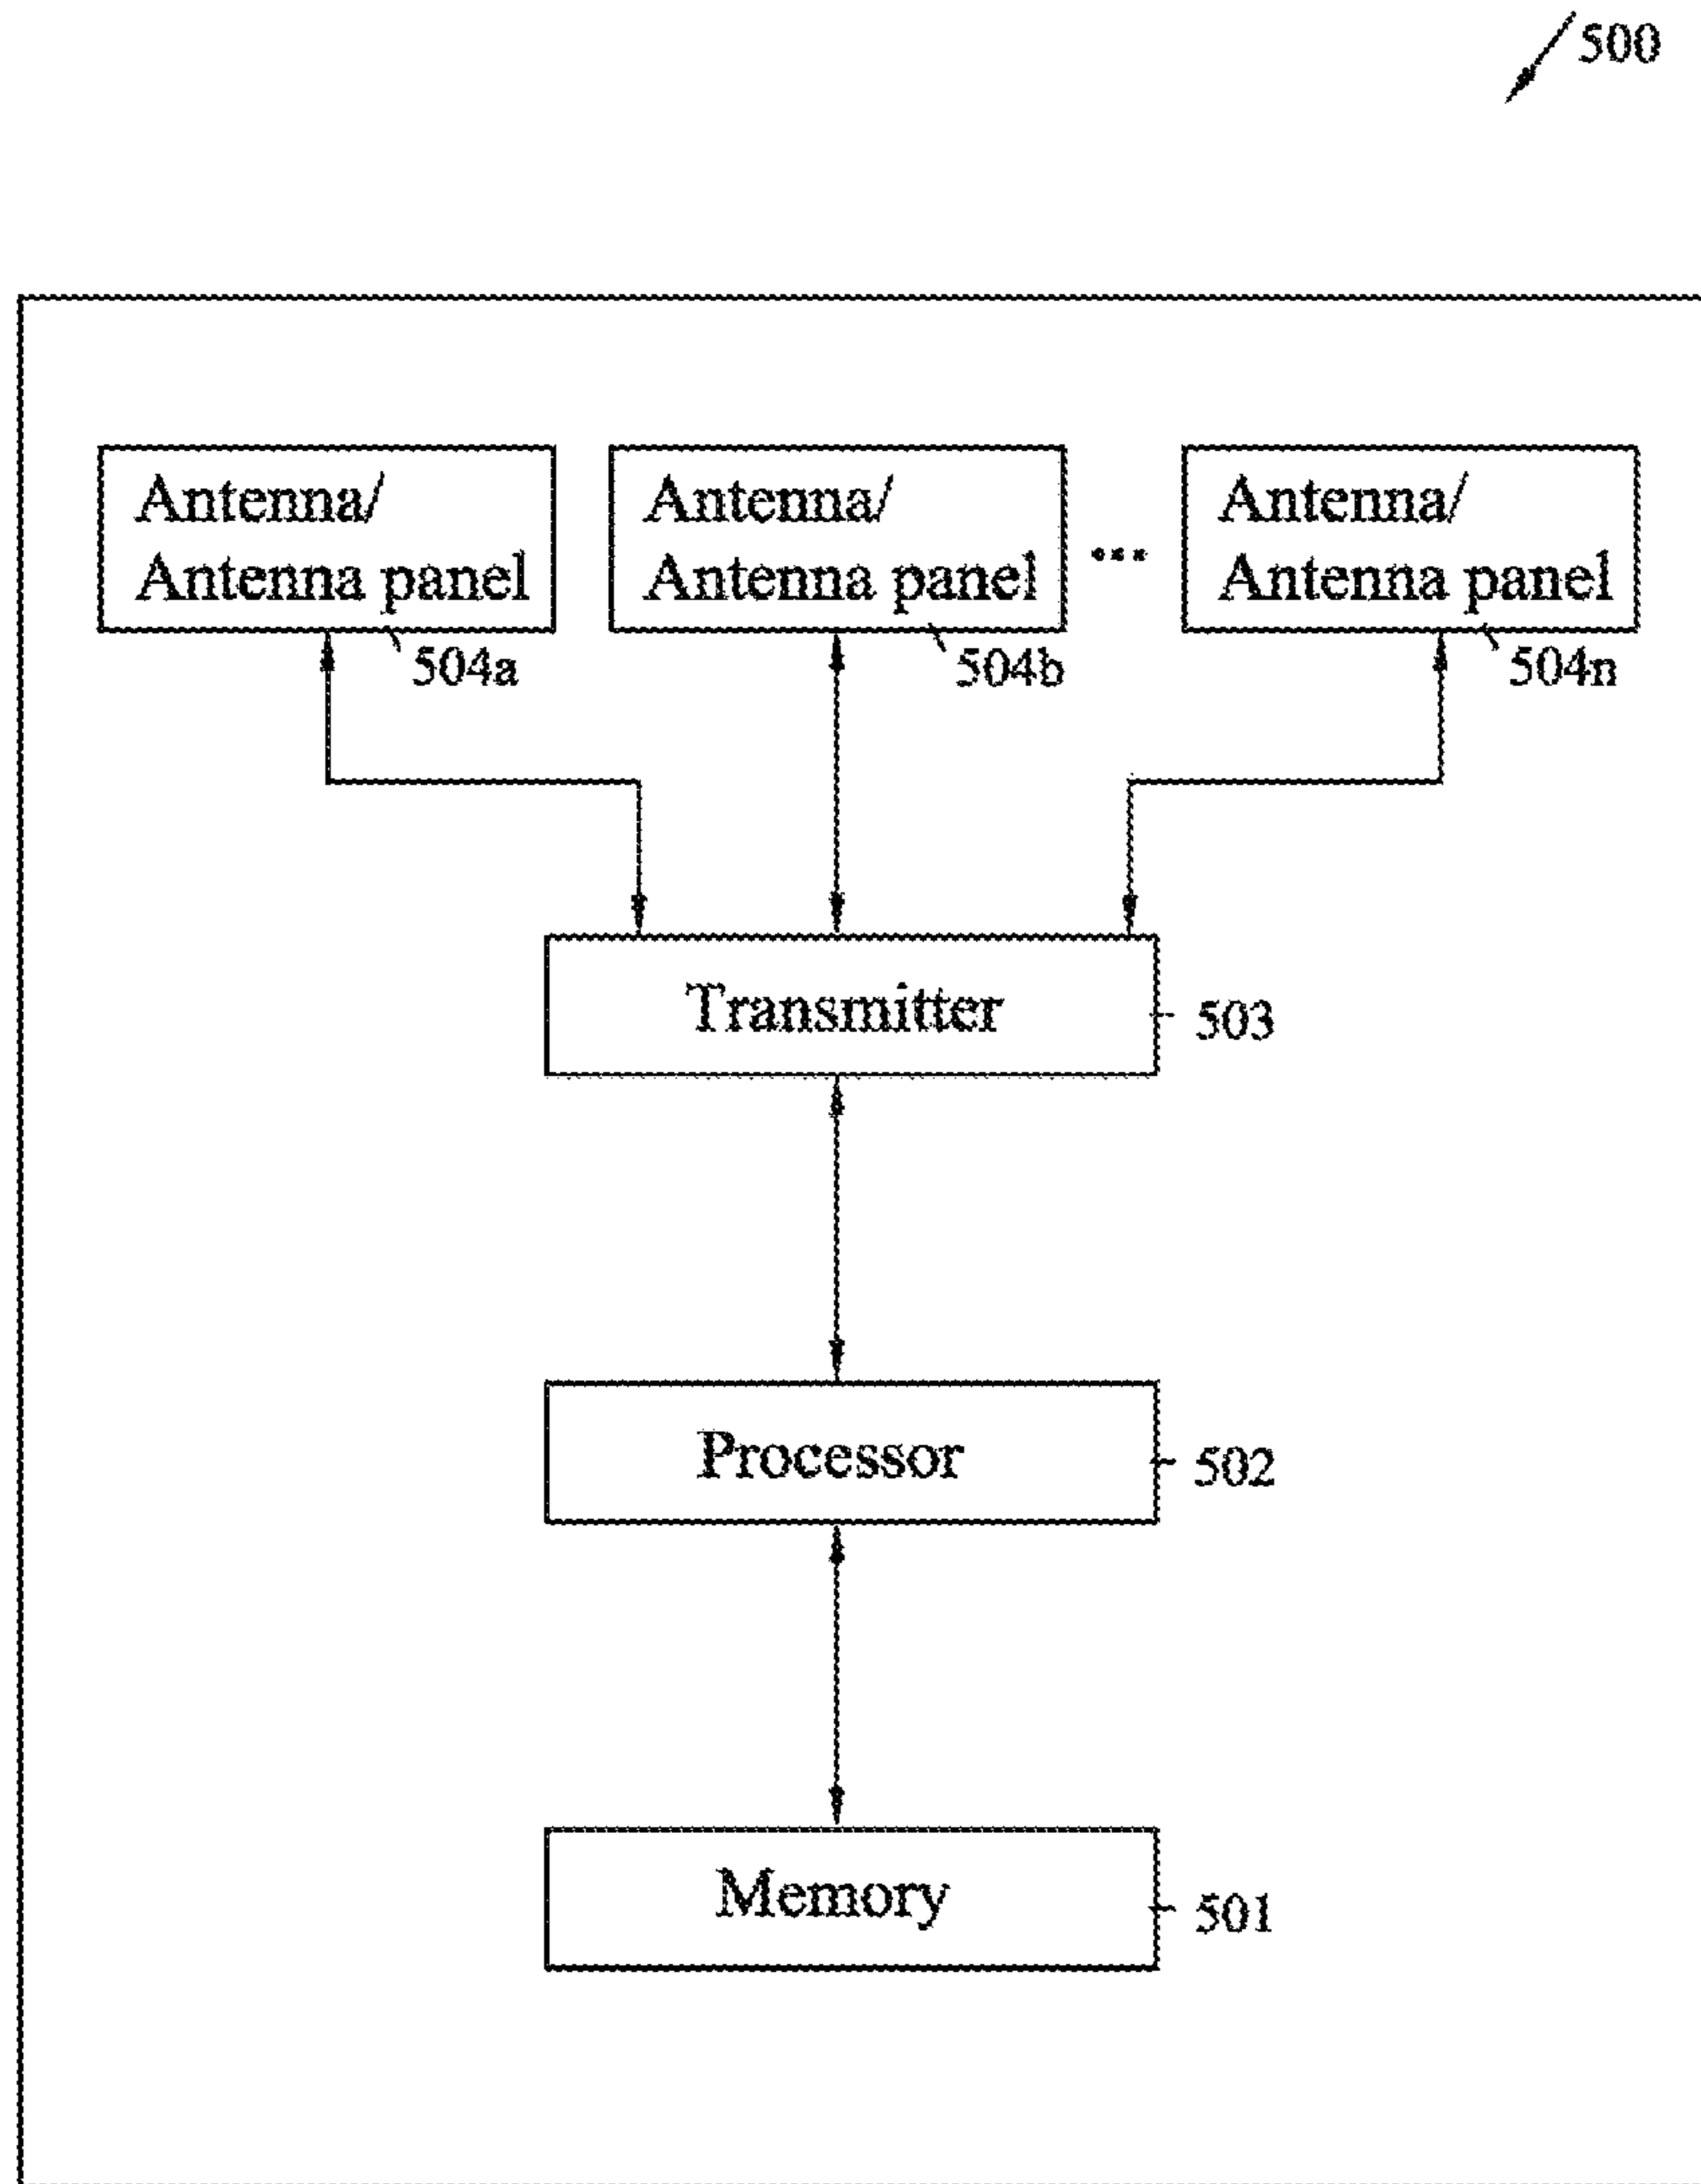 500
Antenna/
Antenna panel
504a
Antenna/
Antenna panel
504b
...
Antenna/
Antenna panel
504n
Transmitter
503
Processor
502
Memory
501